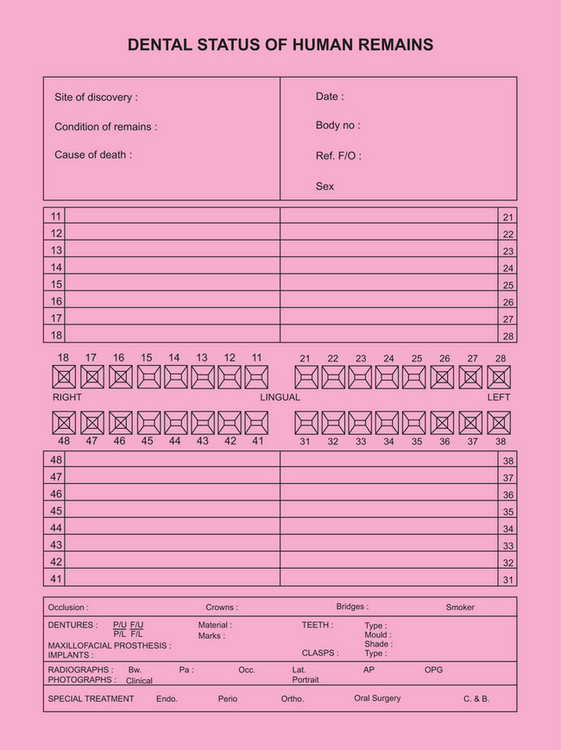 DENTAL STATUS OF HUMAN REMAINS
Site of discovery : Date :
Condition of remains : Body no :
Cause of death : Ref. F/O :
Sex
11 21
12 22
13 23
14 24
15 25
16 26
17 27
18 28
18 17 16 15 14 13 12 11 21 22 23 24 25 26 27 28
RIGHT LINGUAL LEFT
48 47 46 45 44 43 42 41 31 32 33 34 35 36 37 38
48 38
47 37
46 36
45 35
44 34
43 33
42 32
41 31
Occlusion : Crowns : Bridges : Smoker
DENTURES : P/U F/U Material : TEETH : Type :
P/L F/L Marks : Mould :
MAXILLOFACIAL PROSTHESIS : Shade :
IMPLANTS : CLASPS : Type :
RADIOGRAPHS : Bw. Pa : Occ. Lat. AP OPG
PHOTOGRAPHS : Clinical Portrait
SPECIAL TREATMENT Endo. Perio Ortho. Oral Surgery C. & B.